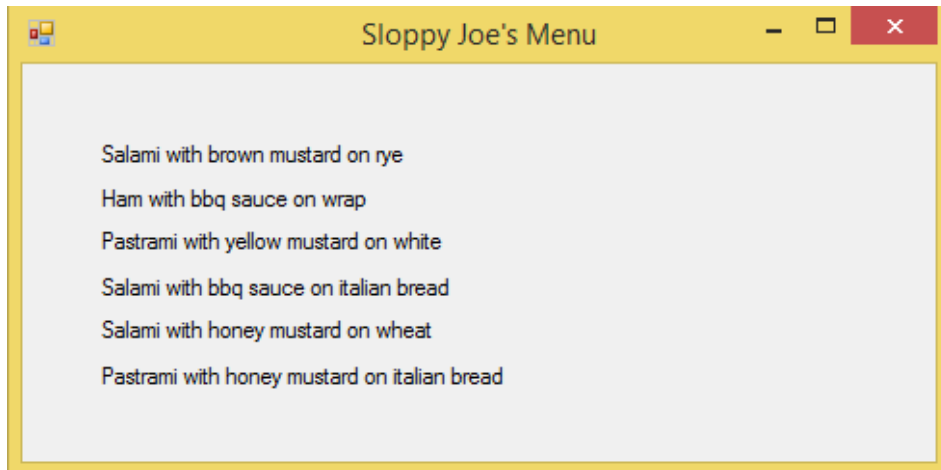 Sloppy Joe's Menu
Salami with brown mustard on rye
Ham with bbq sauce on wrap
Pastrami with yellow mustard on white
Salami with bbq sauce on italian bread
Salami with honey mustard on wheat
Pastrami with honey mustard on italian bread